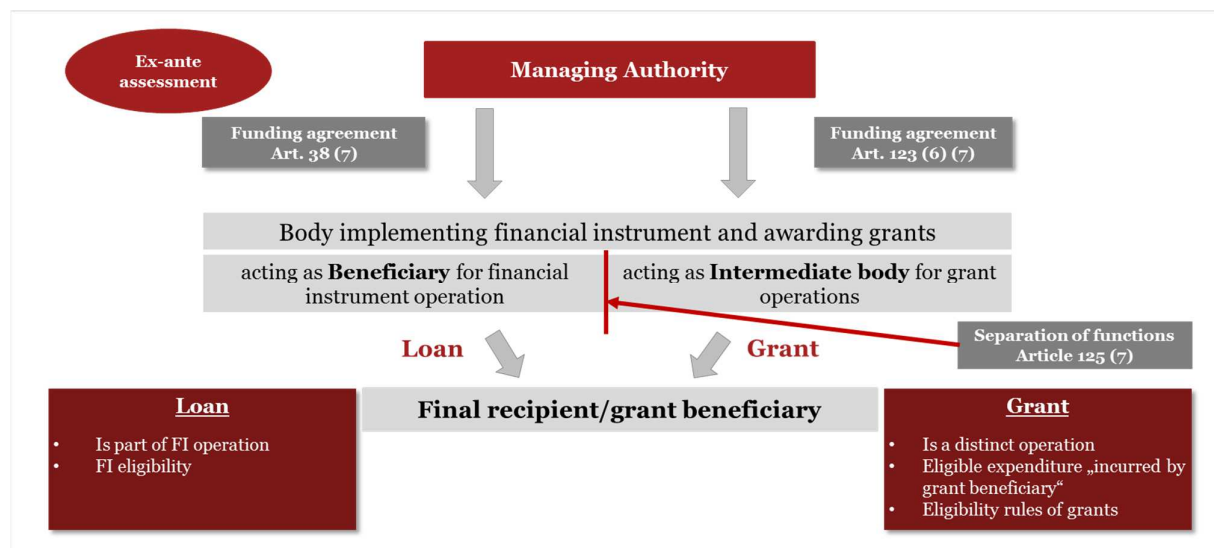 Ex-ante
assessment
Managing Authority
Funding agreement
Art. 38 (7)
Funding agreement
Art. 123 (6) (7)
Body implementing financial instrument and awarding grants
acting as Beneficiary for financial
instrument operation
acting as Intermediate body for grant
operations
Loan
Grant
Separation of functions
Article 125 (7)
Final recipient/grant beneficiary
Loan
• Is part of FI operation
• FI eligibility
Grant
• Is a distinct operation
• Eligible expenditure „incurred by
grant beneficiary“
• Eligibility rules of grants